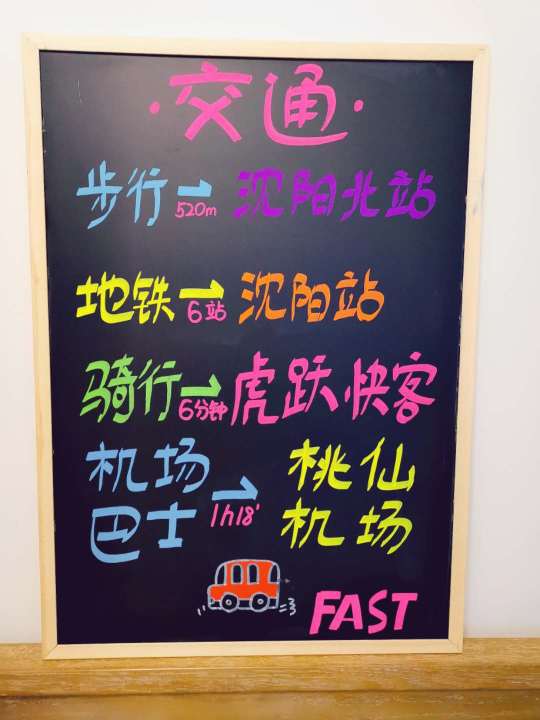 ·交通·
步行→520m 沈阳北站
地铁→6站 沈阳站
骑行→6分钟 虎跃快客
机场巴士→1h18' 桃仙机场
FAST